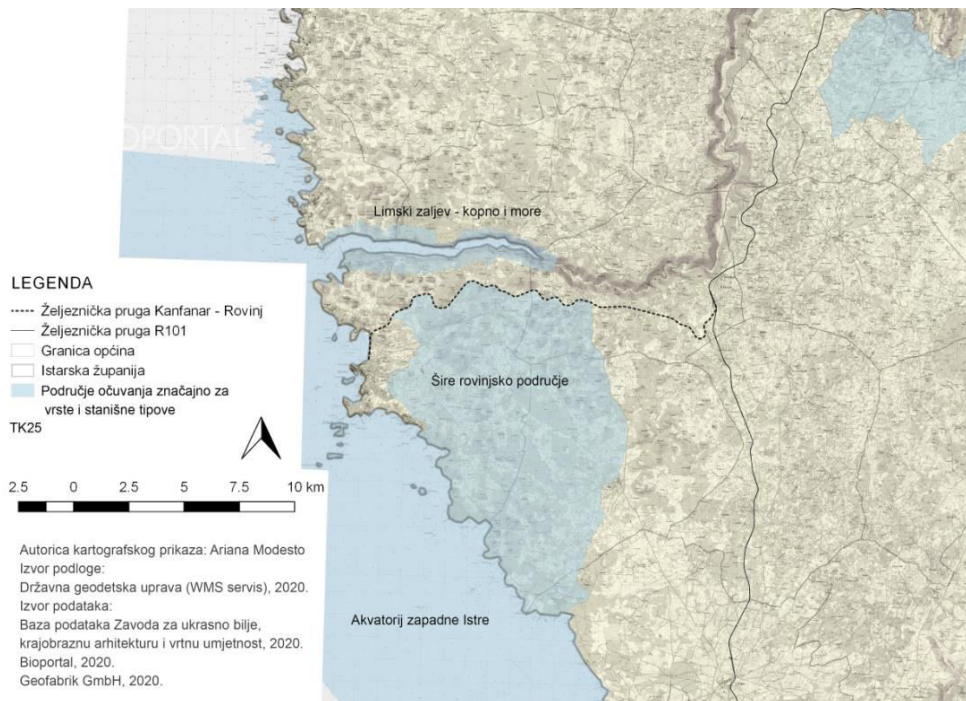 OPORTAL
Limski zaljev - kopno i more
LEGENDA
Željeznička pruga Kanfanar - Rovinj
Željeznička pruga R101
Granica općina
Istarska županija
Područje očuvanja značajno za
vrste i stanišne tipove
TK25
Šire rovinjsko područje
2.5 0 2.5 5 7.5 10 km
Autorica kartografskog prikaza: Ariana Modesto
Izvor podloge:
Državna geodetska uprava (WMS servis), 2020.
Izvor podataka:
Baza podataka Zavoda za ukrasno bilje,
krajobraznu arhitekturu i vrtnu umjetnost, 2020.
Bioportal, 2020.
Geofabrik GmbH, 2020.
Akvatorij zapadne Istre